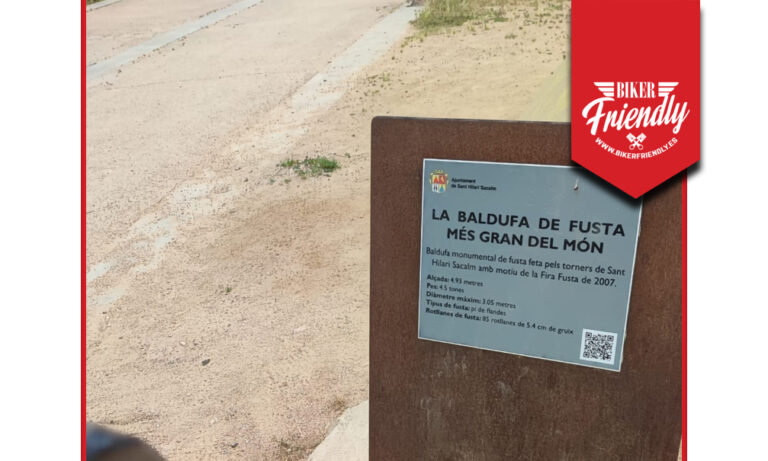 BIKER
Friendly
WWW.BIKERFRIENDLY.ES
Ajuntament
de Sant Hilari Sacalm
LA BALDUFA DE FUSTA
MÉS GRAN DEL MÓN
Baldufa monumental de fusta feta pels torners de Sant
Hilari Sacalm amb motiu de la Fira Fusta de 2007.
Alçada: 4.93 metres
Pes: 4.5 tones
Diàmetre màxim: 3.05 metres
Tipus de fusta: pi de flandes
Rotllanes de fusta: 85 rotllanes de 5.4 cm de gruix